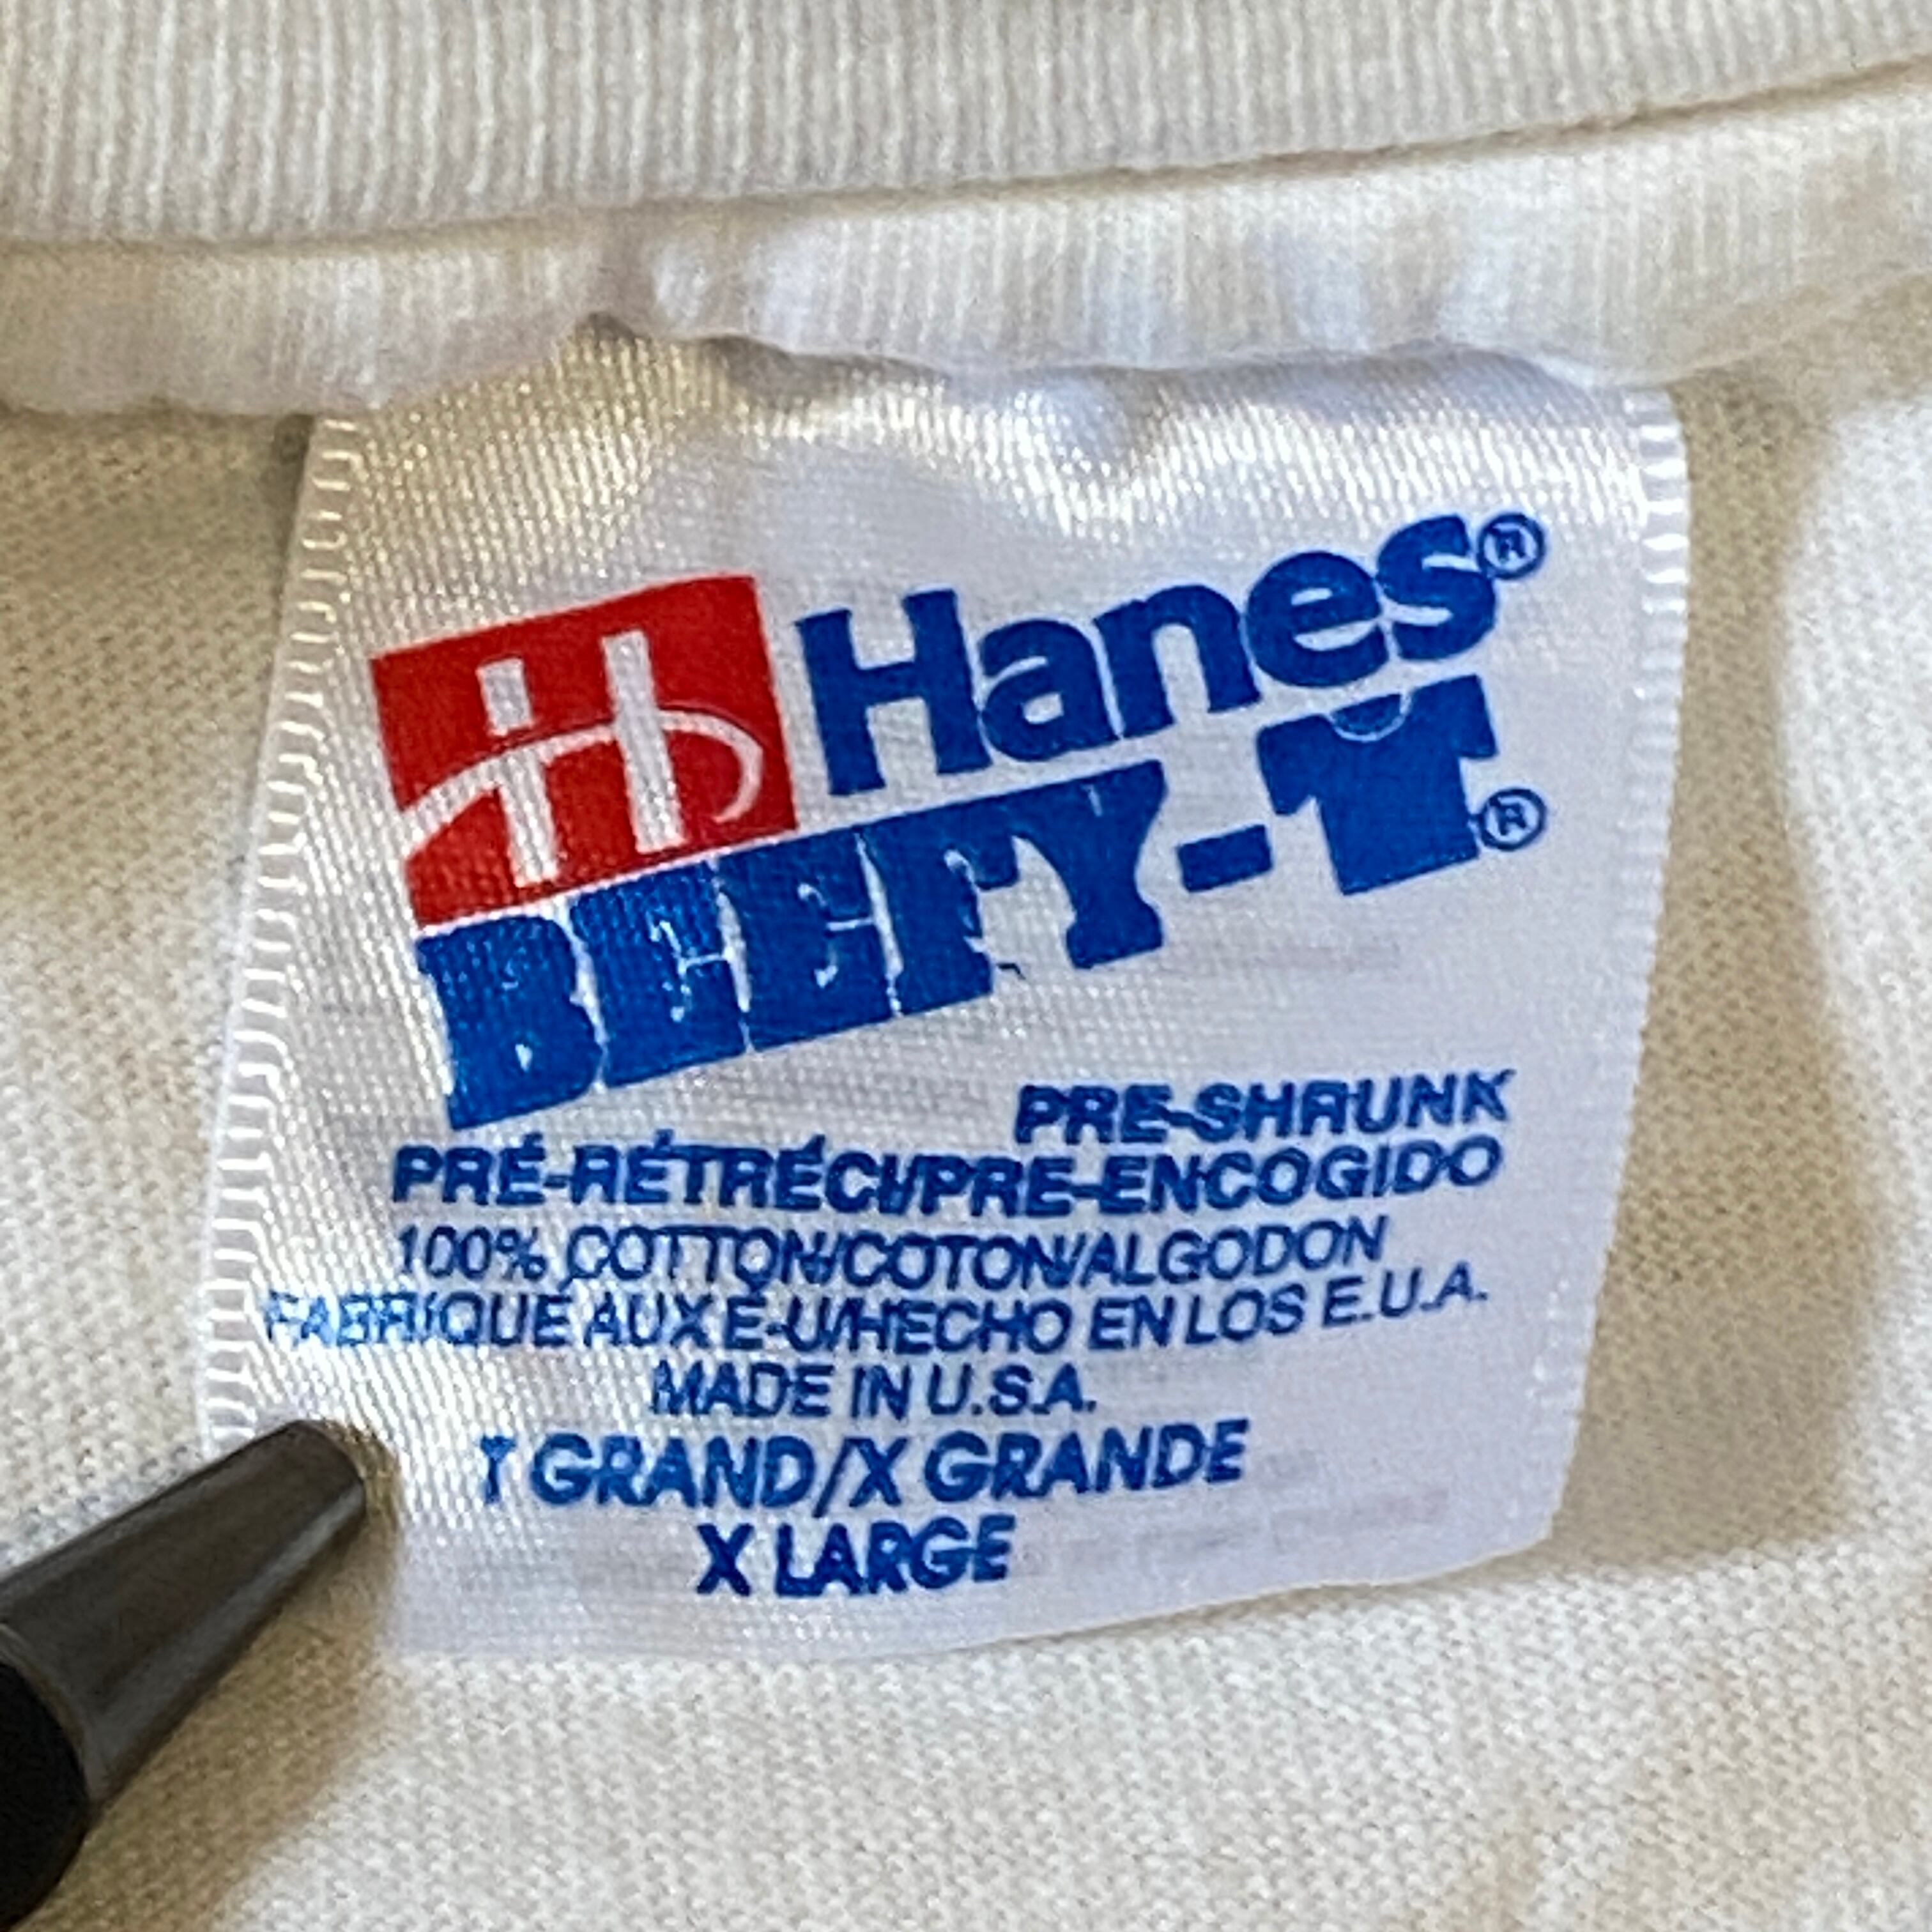 H Hanes®
BEEFY-T®
PRE-SHRUNK
PRÉ-RÉTRÉCI/PRE-ENCOGIDO
100% COTTON/COTON/ALGODON
FABRIQUE AUX É-U/HECHO EN LOS E.U.A.
MADE IN U.S.A.
T GRAND/X GRANDE
X LARGE